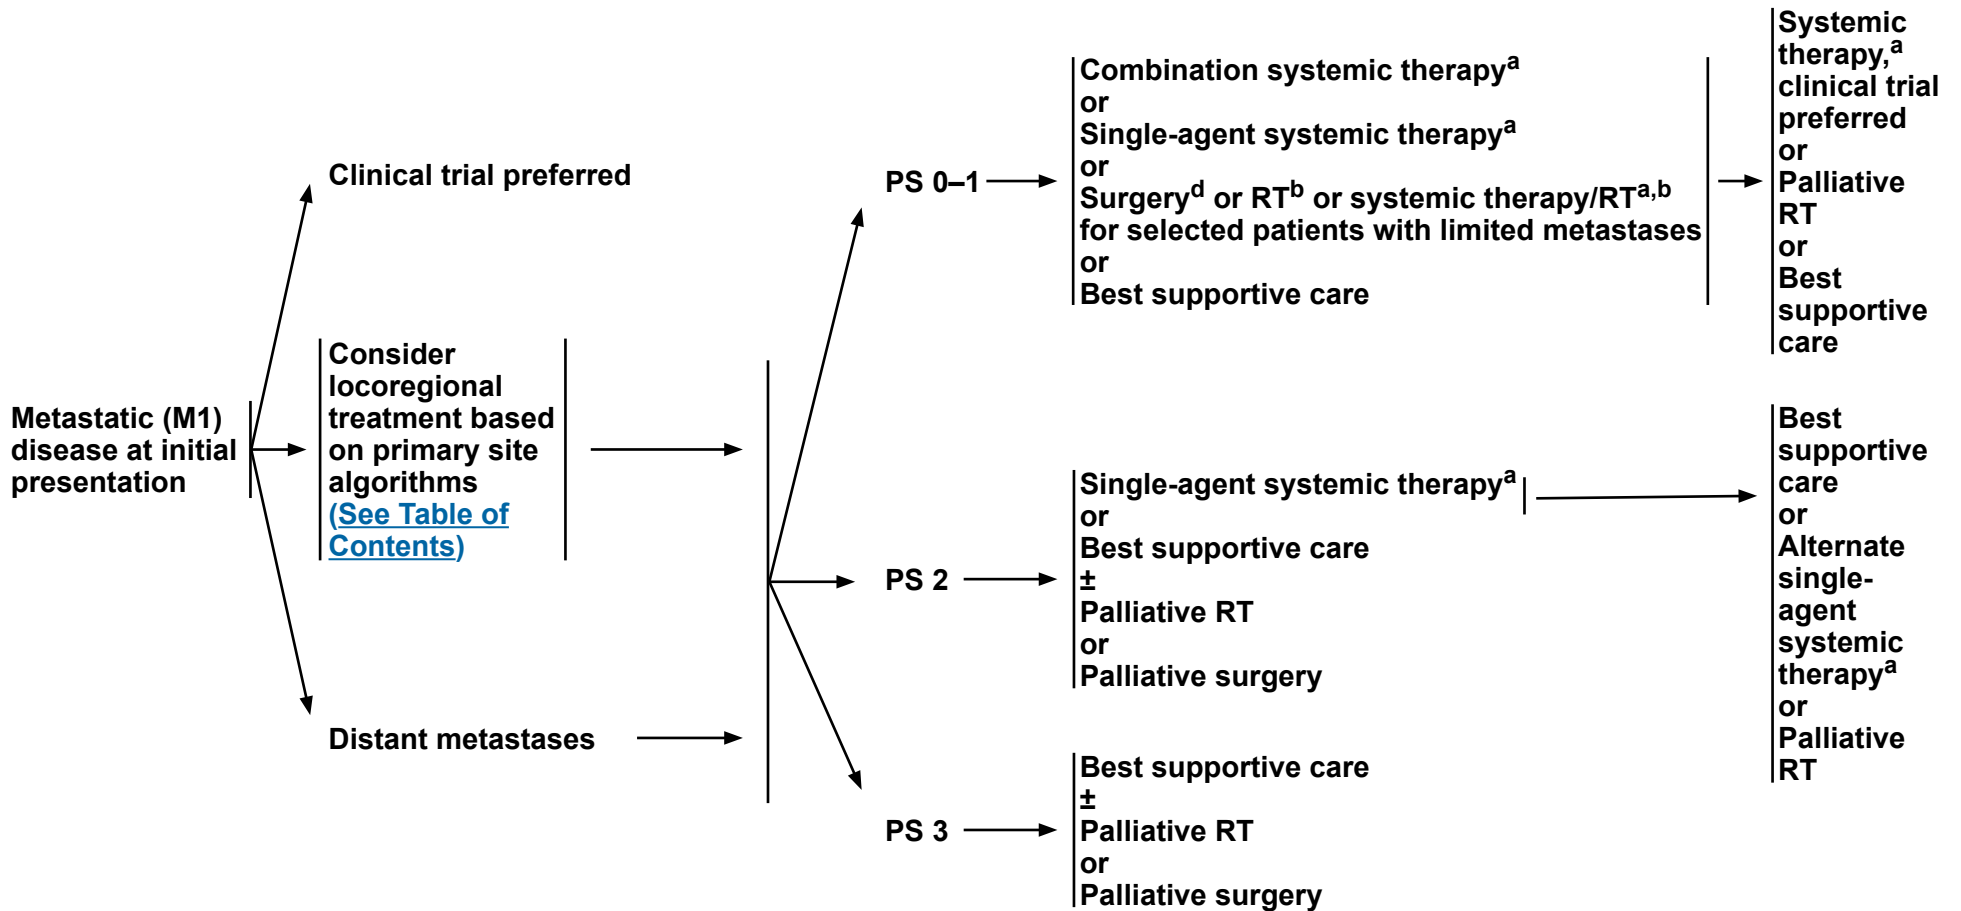 Metastatic (M1)
disease at initial
presentation
Clinical trial preferred
Consider
locoregional
treatment based
on primary site
algorithms
(See Table of
Contents)
Distant metastases
PS 0–1
Combination systemic therapyᵃ
or
Single-agent systemic therapyᵃ
or
Surgeryᵈ or RTᵇ or systemic therapy/RTᵃ,ᵇ
for selected patients with limited metastases
or
Best supportive care
Systemic
therapy,ᵃ
clinical trial
preferred
or
Palliative
RT
or
Best
supportive
care
PS 2
Single-agent systemic therapyᵃ
or
Best supportive care
±
Palliative RT
or
Palliative surgery
Best
supportive
care
or
Alternate
single-
agent
systemic
therapyᵃ
or
Palliative
RT
PS 3
Best supportive care
±
Palliative RT
or
Palliative surgery